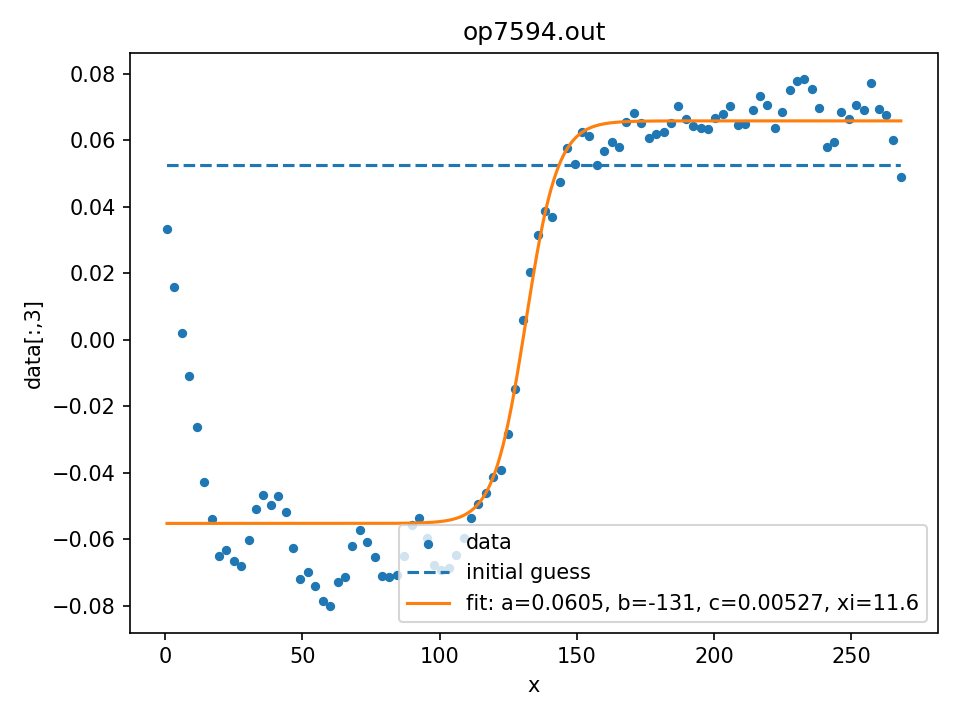 op7594.out
0.08
0.06
0.04
0.02
0.00
−0.02
−0.04
−0.06
−0.08
data[:,3]
data
initial guess
fit: a=0.0605, b=-131, c=0.00527, xi=11.6
0
50
100
150
200
250
x